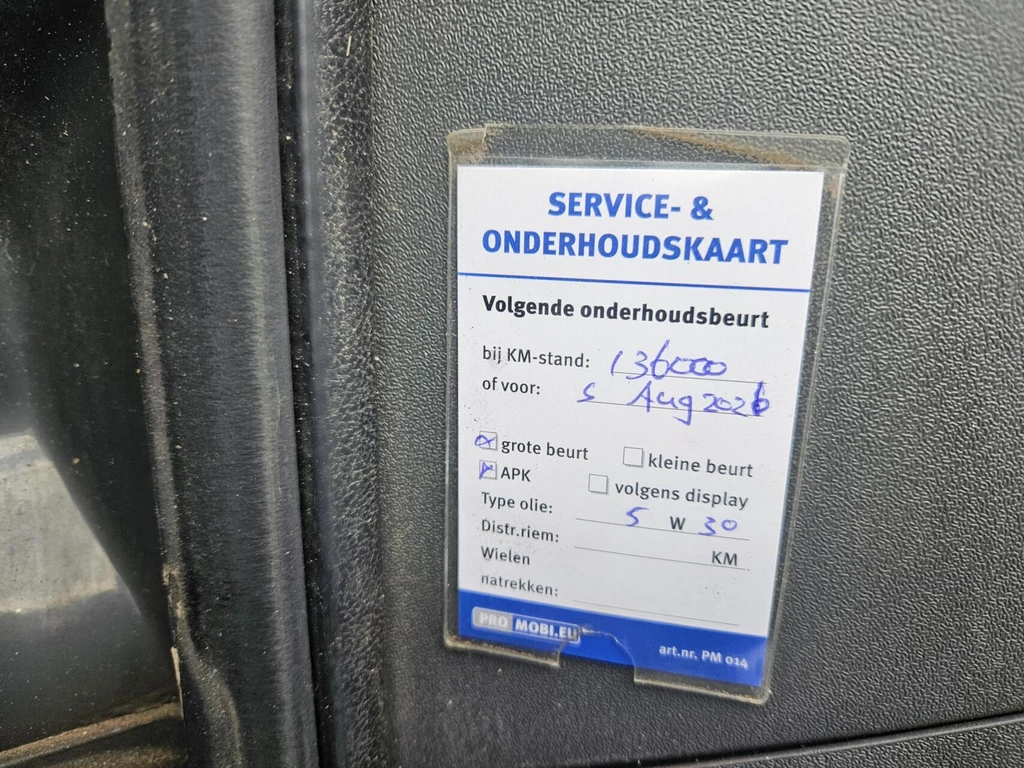 SERVICE- &
ONDERHOUDSKAART
Volgende onderhoudsbeurt
bij KM-stand: 136000
of voor: 5 Aug 2026
grote beurt kleine beurt
APK volgens display
Type olie: 5 W 30
Distr.riem: KM
Wielen
natrekken:
PRO MOBI.EU
art.nr. PM 014